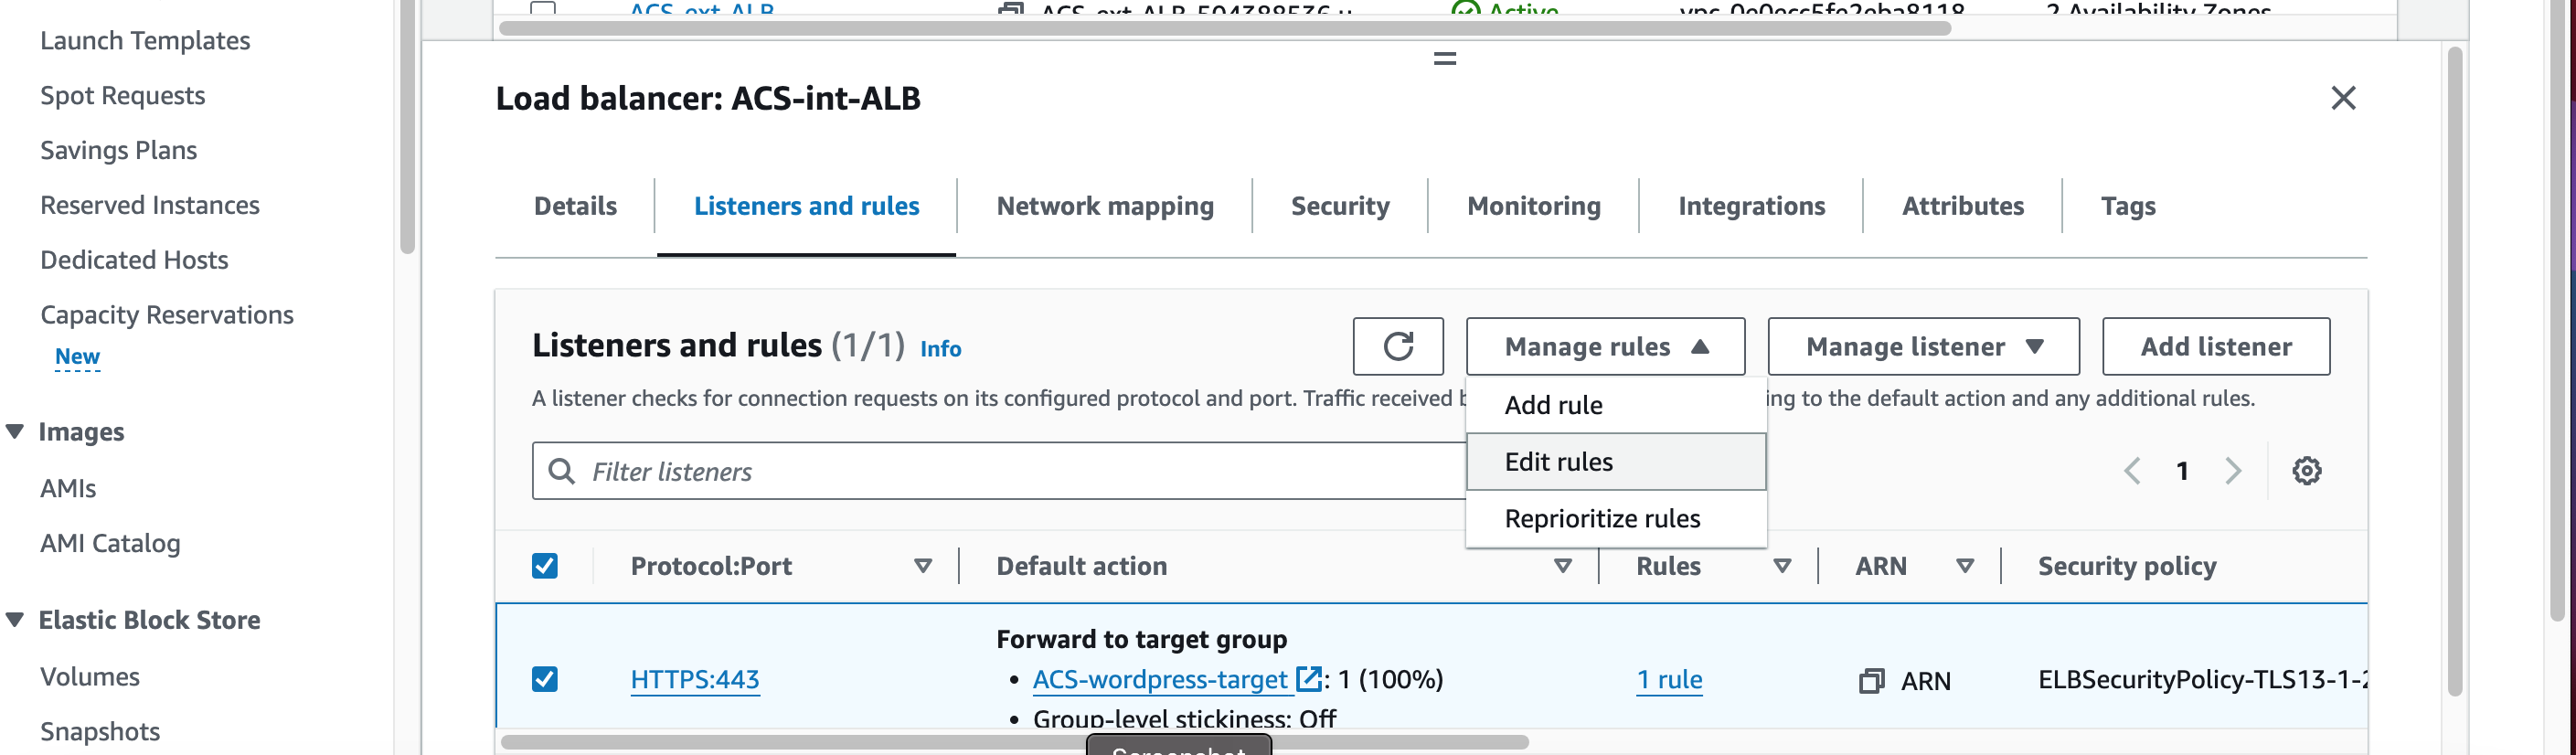 ACS-ext-ALB
ACS-ext-ALB-504388536.u
Active
vpc-0e0ecc5fe2eba8118
2 Availability Zones
Launch Templates
Spot Requests
Savings Plans
Reserved Instances
Dedicated Hosts
Capacity Reservations
New
Images
AMIs
AMI Catalog
Elastic Block Store
Volumes
Snapshots
Load balancer: ACS-int-ALB
Details
Listeners and rules
Network mapping
Security
Monitoring
Integrations
Attributes
Tags
Listeners and rules (1/1) Info
Manage rules
Manage listener
Add listener
A listener checks for connection requests on its configured protocol and port. Traffic received b
ing to the default action and any additional rules.
Add rule
Edit rules
Reprioritize rules
Filter listeners
1
Protocol:Port
Default action
Rules
ARN
Security policy
HTTPS:443
Forward to target group
• ACS-wordpress-target : 1 (100%)
• Group-level stickiness: Off
1 rule
ARN
ELBSecurityPolicy-TLS13-1-2
Screenshot